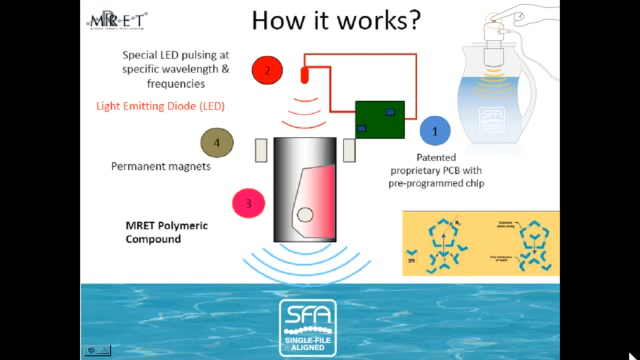 MRET
How it works?
Special LED pulsing at
specific wavelength &
frequencies
2
Light Emitting Diode (LED)
4
1
Permanent magnets
Patented
proprietary PCB with
pre-programmed chip
3
MRET Polymeric
Compound
SFA
SFA
SINGLE-FILE
ALIGNED